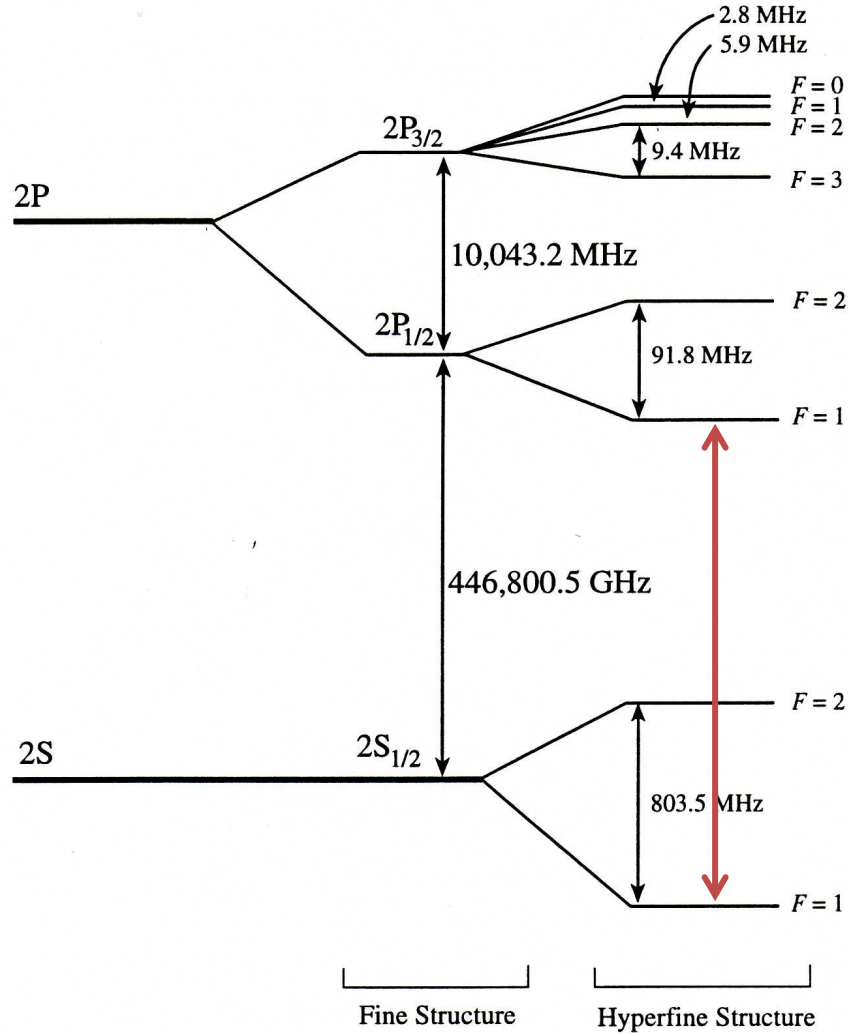 2.8 MHz
5.9 MHz
F = 0
F = 1
F = 2
F = 3
2P3/2
9.4 MHz
2P
10,043.2 MHz
2P1/2
F = 2
91.8 MHz
F = 1
446,800.5 GHz
F = 2
2S
2S1/2
803.5 MHz
F = 1
Fine Structure
Hyperfine Structure